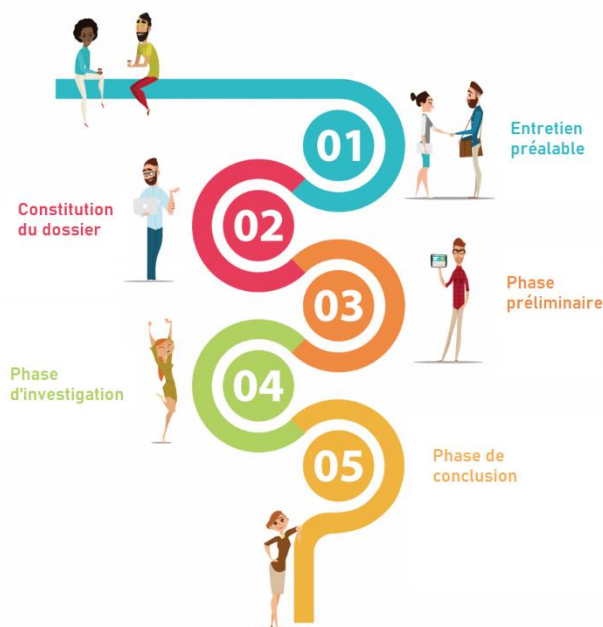 01
Entretien
préalable
Constitution
du dossier
02
03
Phase
préliminaire
Phase
d'investigation
04
05
Phase de
conclusion